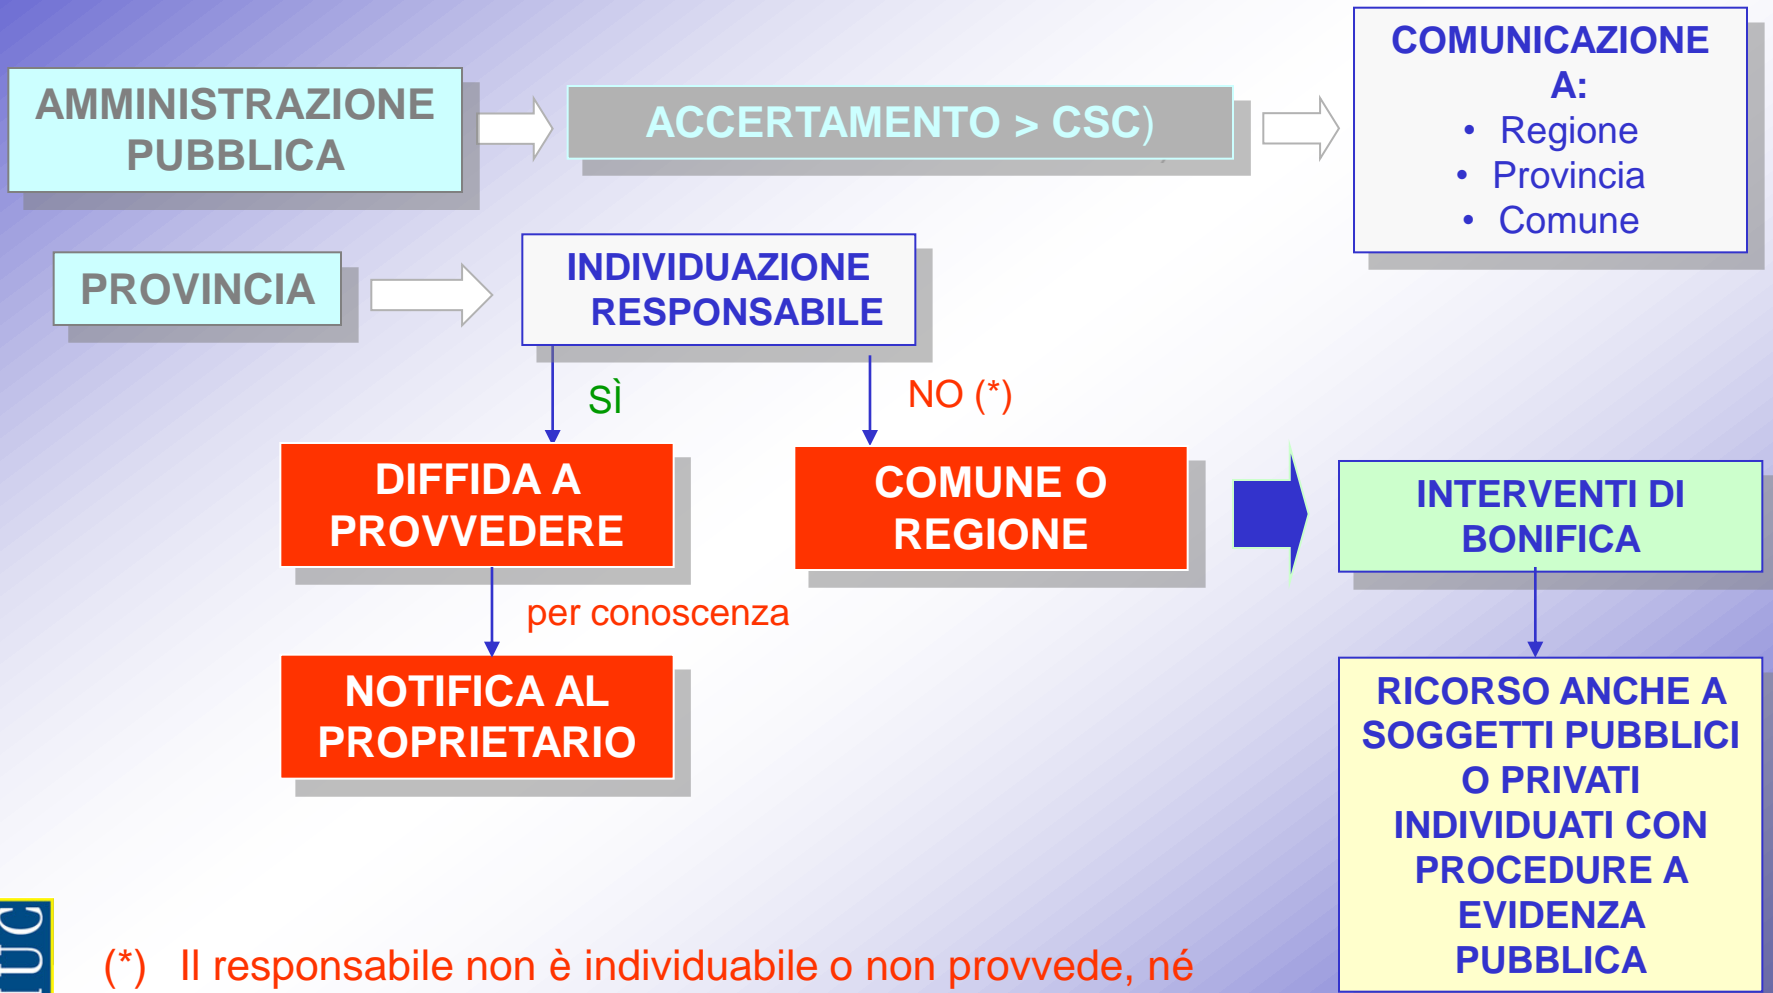 AMMINISTRAZIONE
PUBBLICA
ACCERTAMENTO > CSC)
COMUNICAZIONE
A:
• Regione
• Provincia
• Comune
PROVINCIA
INDIVIDUAZIONE
RESPONSABILE
SÌ
NO (*)
DIFFIDA A
PROVVEDERE
COMUNE O
REGIONE
INTERVENTI DI
BONIFICA
per conoscenza
NOTIFICA AL
PROPRIETARIO
RICORSO ANCHE A
SOGGETTI PUBBLICI
O PRIVATI
INDIVIDUATI CON
PROCEDURE A
EVIDENZA
PUBBLICA
(*) Il responsabile non è individuabile o non provvede, né